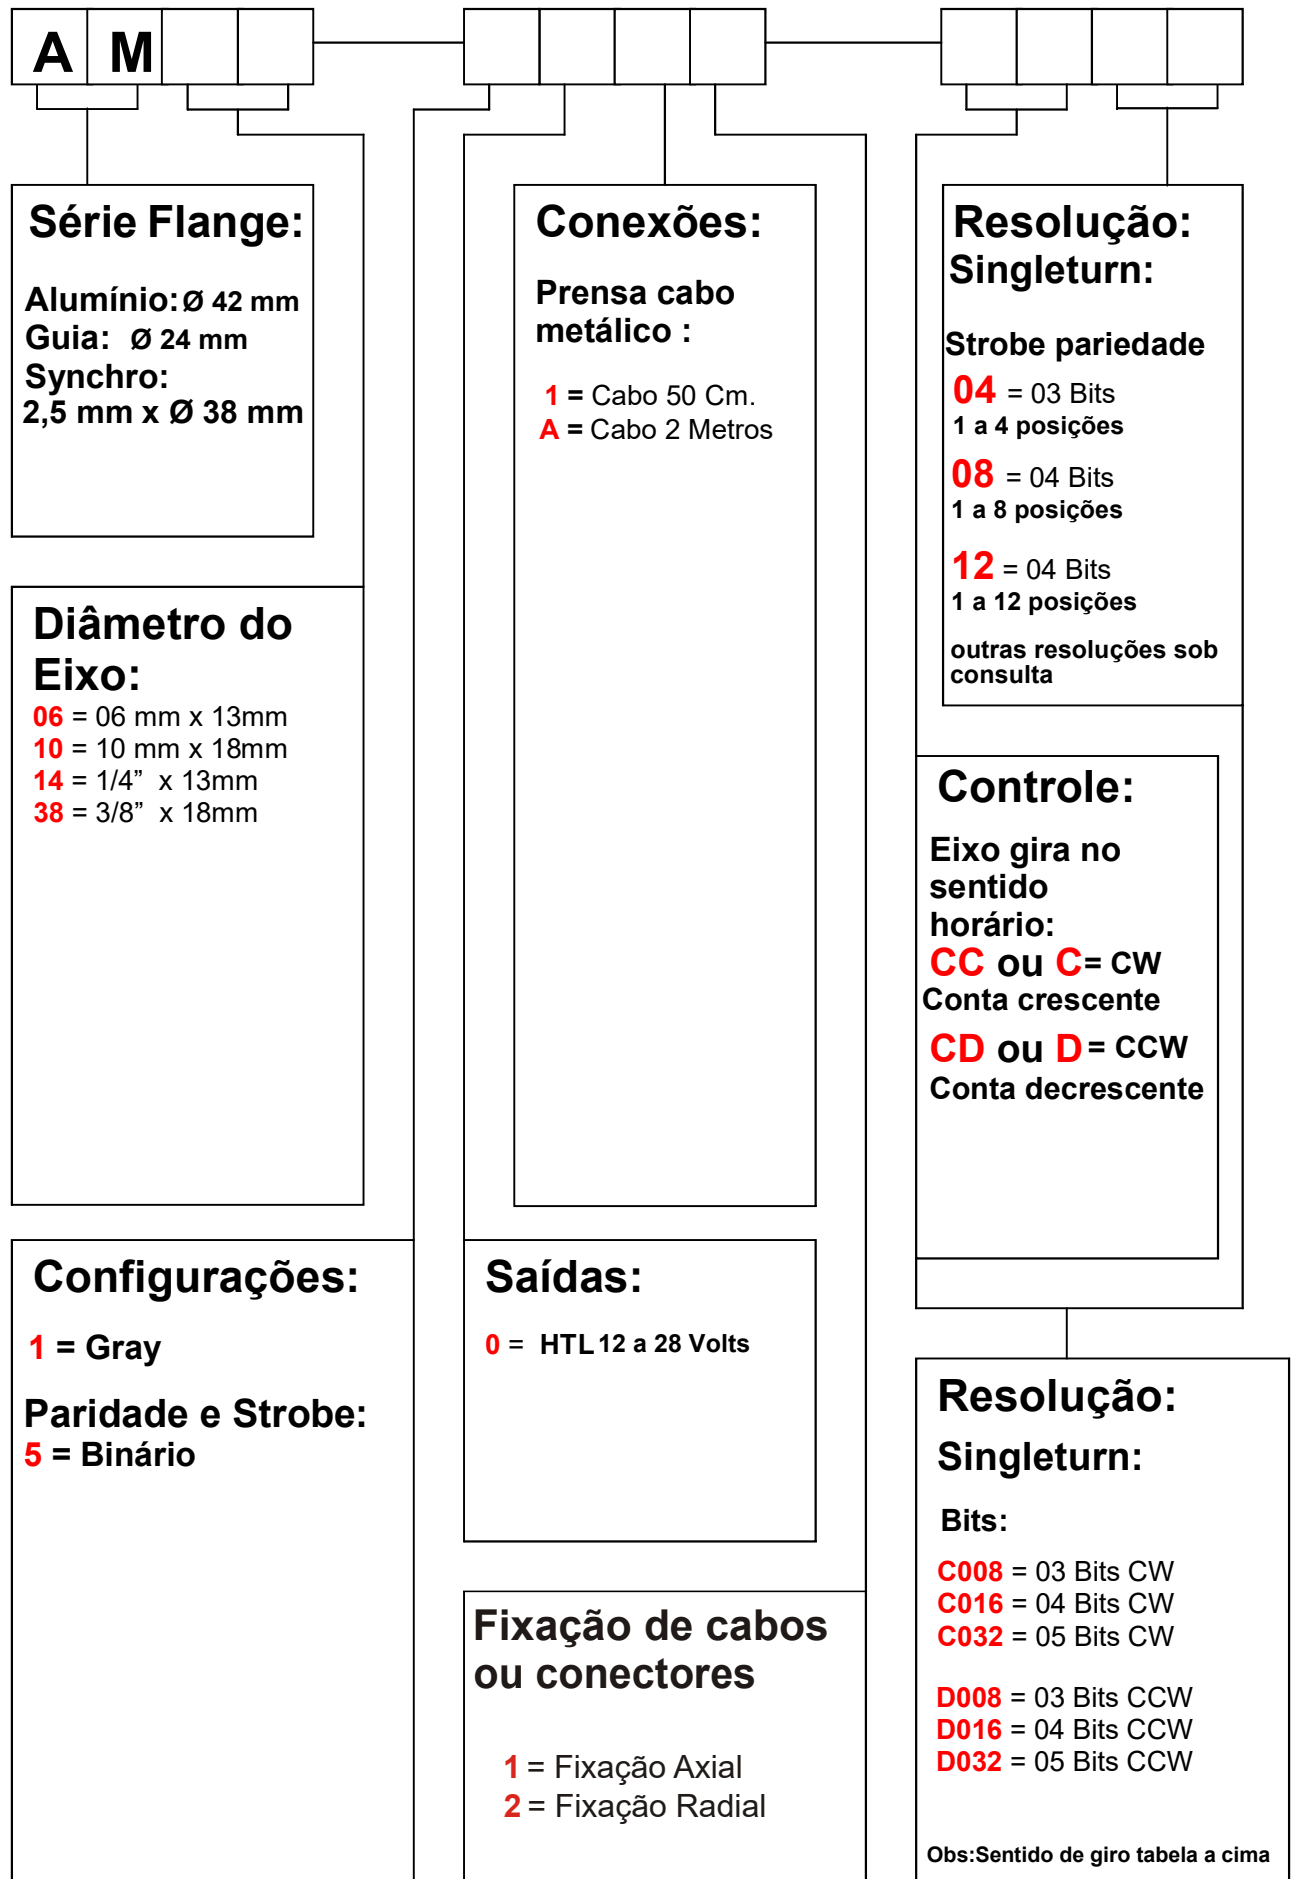 A M
Série Flange:
Alumínio: Ø 42 mm
Guia: Ø 24 mm
Synchro:
2,5 mm x Ø 38 mm
Diâmetro do
Eixo:
06 = 06 mm x 13mm
10 = 10 mm x 18mm
14 = 1/4” x 13mm
38 = 3/8” x 18mm
Configurações:
1 = Gray
Paridade e Strobe:
5 = Binário
Conexões:
Prensa cabo
metálico :
1 = Cabo 50 Cm.
A = Cabo 2 Metros
Saídas:
0 = HTL 12 a 28 Volts
Fixação de cabos
ou conectores
1 = Fixação Axial
2 = Fixação Radial
Resolução:
Singleturn:
Strobe pariedade
04 = 03 Bits
1 a 4 posições
08 = 04 Bits
1 a 8 posições
12 = 04 Bits
1 a 12 posições
outras resoluções sob
consulta
Controle:
Eixo gira no
sentido
horário:
CC ou C= CW
Conta crescente
CD ou D= CCW
Conta decrescente
Resolução:
Singleturn:
Bits:
C008 = 03 Bits CW
C016 = 04 Bits CW
C032 = 05 Bits CW
D008 = 03 Bits CCW
D016 = 04 Bits CCW
D032 = 05 Bits CCW
Obs:Sentido de giro tabela a cima